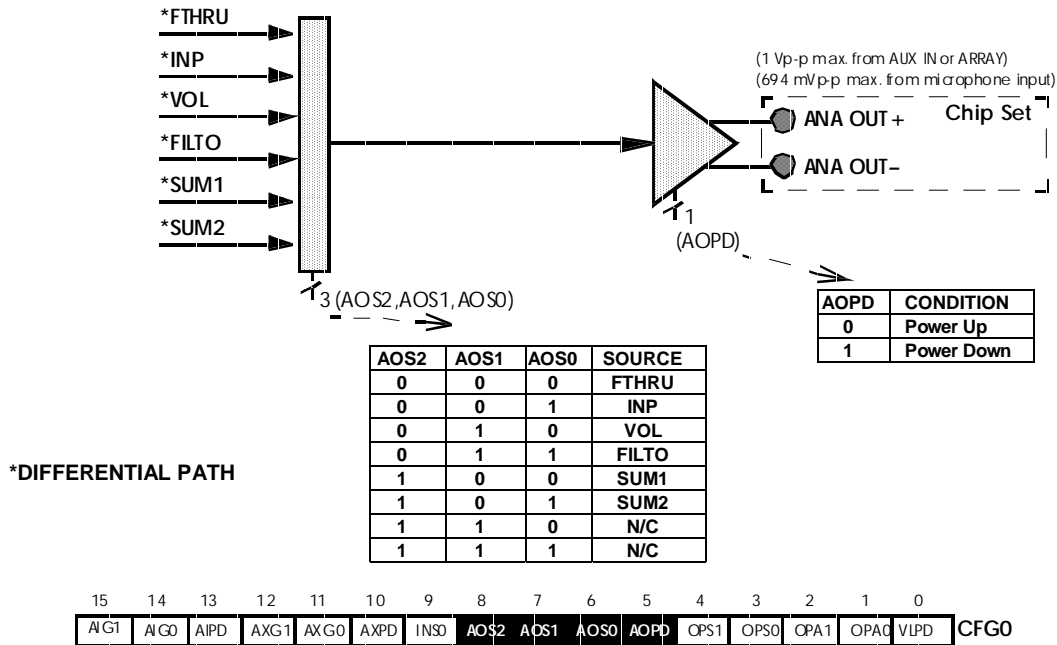 *FTHRU
*INP
*VOL
*FILTO
*SUM1
*SUM2
(1 Vp-p max. from AUX IN or ARRAY)
(694 mVp-p max. from microphone input)
Chip Set
ANA OUT+
ANA OUT–
1
(AOPD)
3 (AOS2, AOS1, AOS0)
AOPD CONDITION
0 Power Up
1 Power Down
AOS2 AOS1 AOS0 SOURCE
0 0 0 FTHRU
0 0 1 INP
0 1 0 VOL
0 1 1 FILTO
1 0 0 SUM1
1 0 1 SUM2
1 1 0 N/C
1 1 1 N/C
*DIFFERENTIAL PATH
15 14 13 12 11 10 9 8 7 6 5 4 3 2 1 0
AIG1 AIG0 AIPD AXG1 AXG0 AXPD INS0 AOS2 AOS1 AOS0 AOPD OPS1 OPS0 OPA1 OPA0 VLPD CFG0